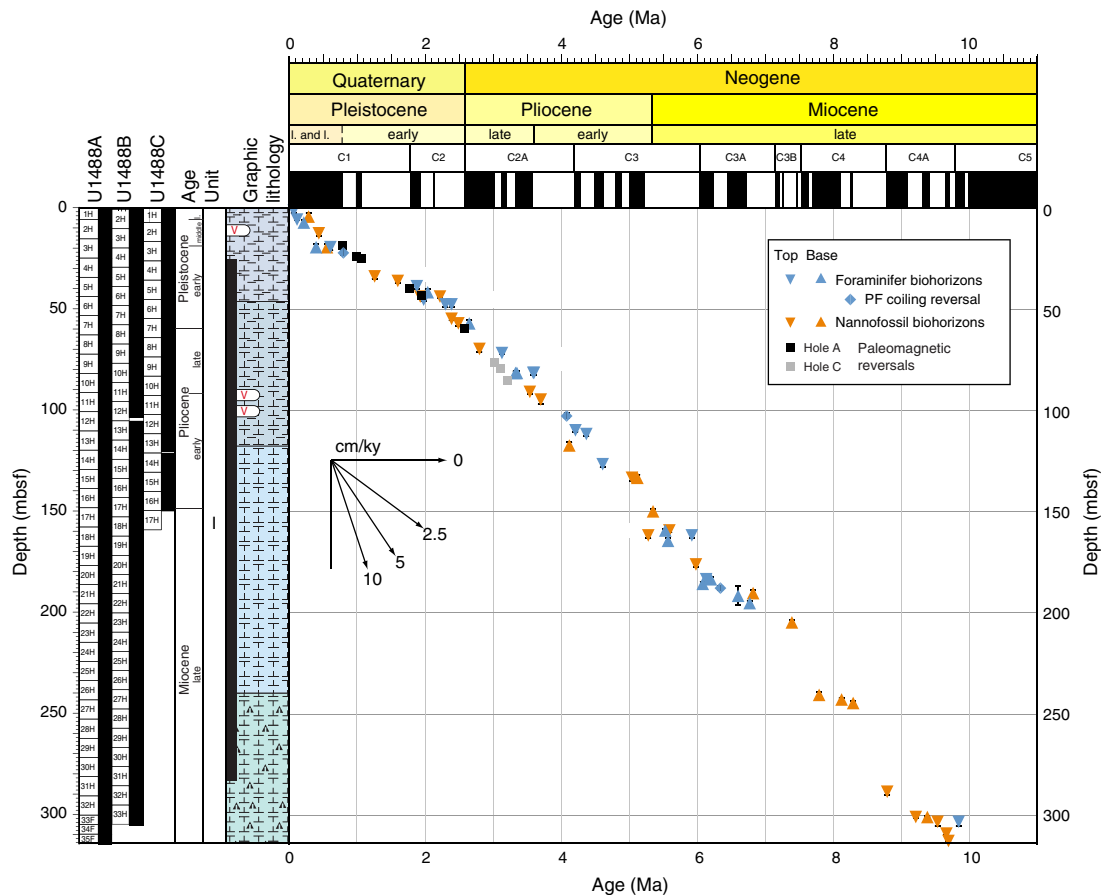 Age (Ma)
0 2 4 6 8 10
Quaternary Neogene
Pleistocene Pliocene Miocene
l. and l. early late early late
C1 C2 C2A C3 C3A C3B C4 C4A C5
U1488A U1488B U1488C Age Unit Graphic lithology
Depth (mbsf)
0
50
100
150
200
250
300
1H
2H
3H
4H
5H
6H
7H
8H
9H
10H
11H
12H
13H
14H
15H
16H
17H
18H
19H
20H
21H
22H
23H
24H
25H
26H
27H
28H
29H
30H
31H
32H
33F
34F
35F
2H
3H
4H
5H
6H
7H
8H
9H
10H
11H
12H
13H
14H
15H
16H
17H
18H
19H
20H
21H
22H
23H
24H
25H
26H
27H
28H
29H
30H
31H
32H
33H
1H
2H
3H
4H
5H
6H
7H
8H
9H
10H
11H
12H
13H
14H
15H
16H
17H
Pleistocene
middle
early
Pliocene
late
early
Miocene
late
I
V
V
V
Top Base
Foraminifer biohorizons
PF coiling reversal
Nannofossil biohorizons
Hole A Paleomagnetic
Hole C reversals
cm/ky
0
2.5
5
10
0
50
100
150
200
250
300
Depth (mbsf)
0 2 4 6 8 10
Age (Ma)